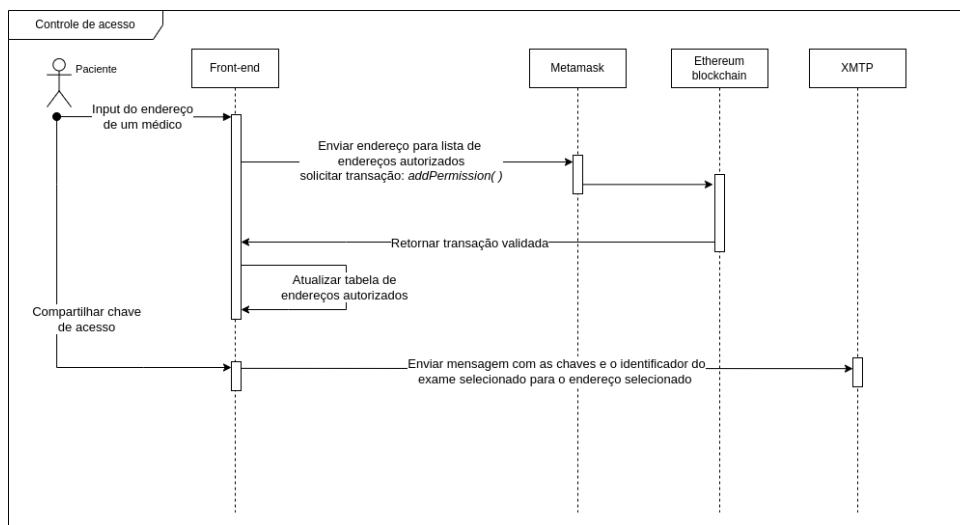 Controle de acesso
Paciente
Front-end
Metamask
Ethereum
blockchain
XMTP
Input do endereço
de um médico
Enviar endereço para lista de
endereços autorizados
solicitar transação: addPermission( )
Retornar transação validada
Atualizar tabela de
endereços autorizados
Compartilhar chave
de acesso
Enviar mensagem com as chaves e o identificador do
exame selecionado para o endereço selecionado